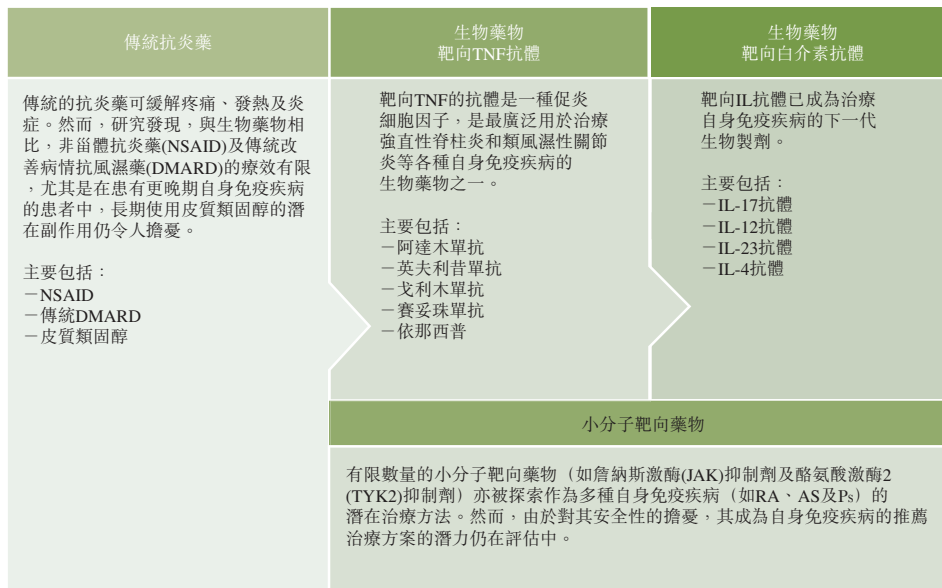 傳統抗炎藥
傳統的抗炎藥可緩解疼痛、發熱及炎
症。然而，研究發現，與生物藥物相
比，非甾體抗炎藥(NSAID)及傳統改
善病情抗風濕藥(DMARD)的療效有限
，尤其是在患有更晚期自身免疫疾病
的患者中，長期使用皮質類固醇的潛
在副作用仍令人擔憂。
主要包括：
－NSAID
－傳統DMARD
－皮質類固醇
生物藥物
靶向TNF抗體
靶向TNF的抗體是一種促炎
細胞因子，是最廣泛用於治療
強直性脊柱炎和類風濕性關節
炎等各種自身免疫疾病的
生物藥物之一。
主要包括：
－阿達木單抗
－英夫利昔單抗
－戈利木單抗
－賽妥珠單抗
－依那西普
生物藥物
靶向白介素抗體
靶向IL抗體已成為治療
自身免疫疾病的下一代
生物製劑。
主要包括：
－IL-17抗體
－IL-12抗體
－IL-23抗體
－IL-4抗體
小分子靶向藥物
有限數量的小分子靶向藥物（如詹納斯激酶(JAK)抑制劑及酪氨酸激酶2
(TYK2)抑制劑）亦被探索作為多種自身免疫疾病（如RA、AS及Ps）的
潛在治療方法。然而，由於對其安全性的擔憂，其成為自身免疫疾病的推薦
治療方案的潛力仍在評估中。